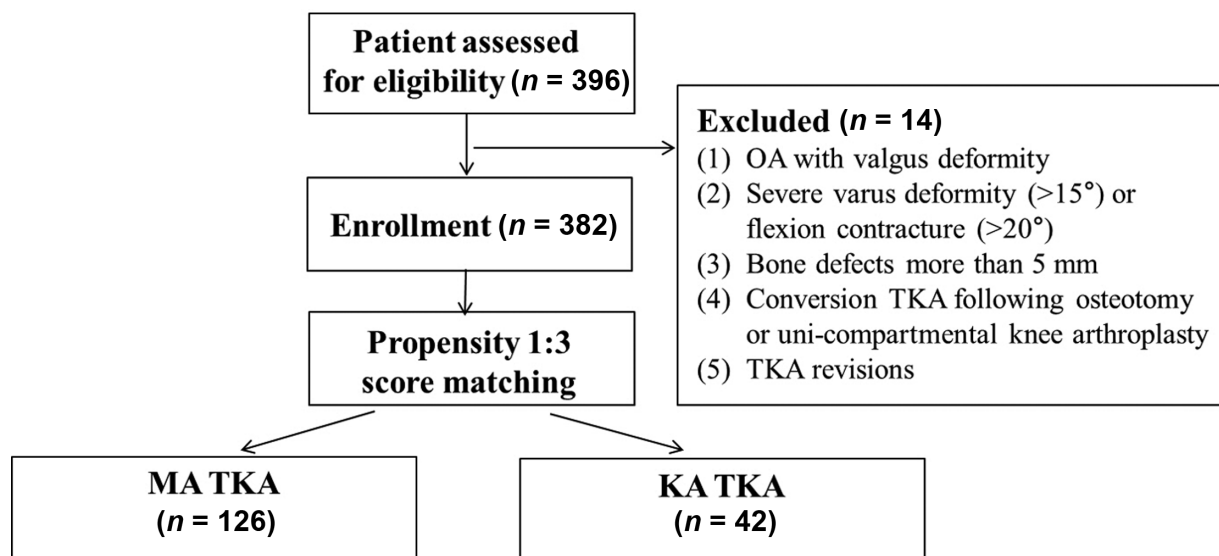 Patient assessed
for eligibility (n = 396)
Excluded (n = 14)
(1) OA with valgus deformity
(2) Severe varus deformity (>15°) or
flexion contracture (>20°)
(3) Bone defects more than 5 mm
(4) Conversion TKA following osteotomy
or uni-compartmental knee arthroplasty
(5) TKA revisions
Enrollment (n = 382)
Propensity 1:3
score matching
MA TKA
(n = 126)
KA TKA
(n = 42)